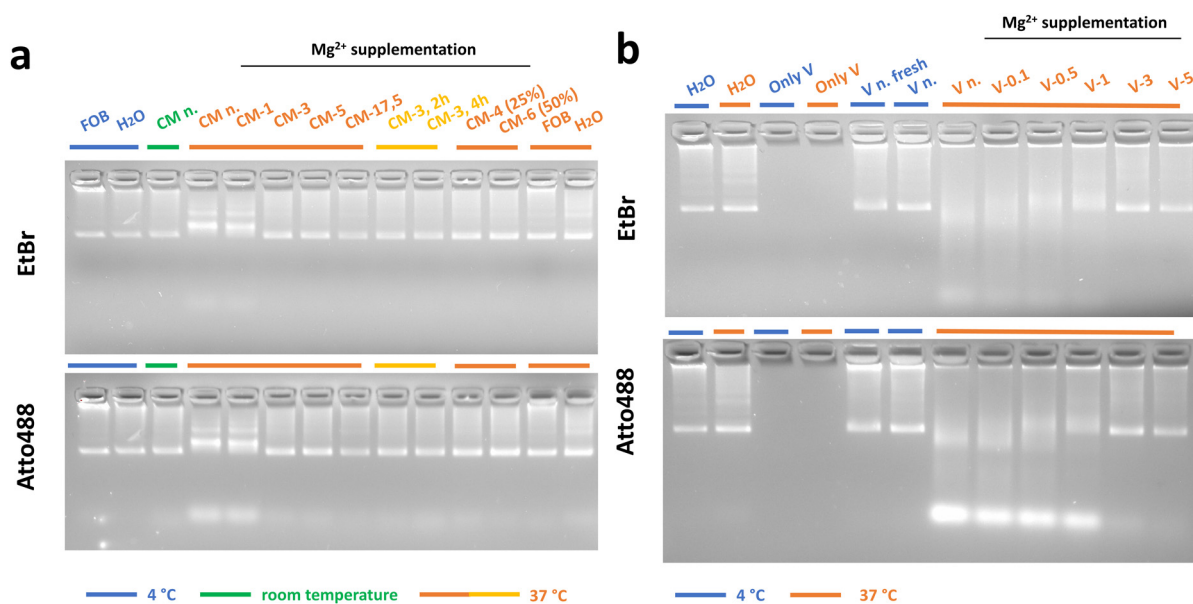 a
Mg²⁺ supplementation
FOB
H₂O
CM n.
CM n.
CM-1
CM-3
CM-5
CM-17,5
CM-3, 2h
CM-3, 4h
CM-4 (25%)
CM-6 (50%)
FOB
H₂O
EtBr
Atto488
4 °C
room temperature
37 °C
b
Mg²⁺ supplementation
H₂O
H₂O
Only V
Only V
V n. fresh
V n.
V n.
V-0.1
V-0.5
V-1
V-3
V-5
EtBr
Atto488
4 °C
37 °C